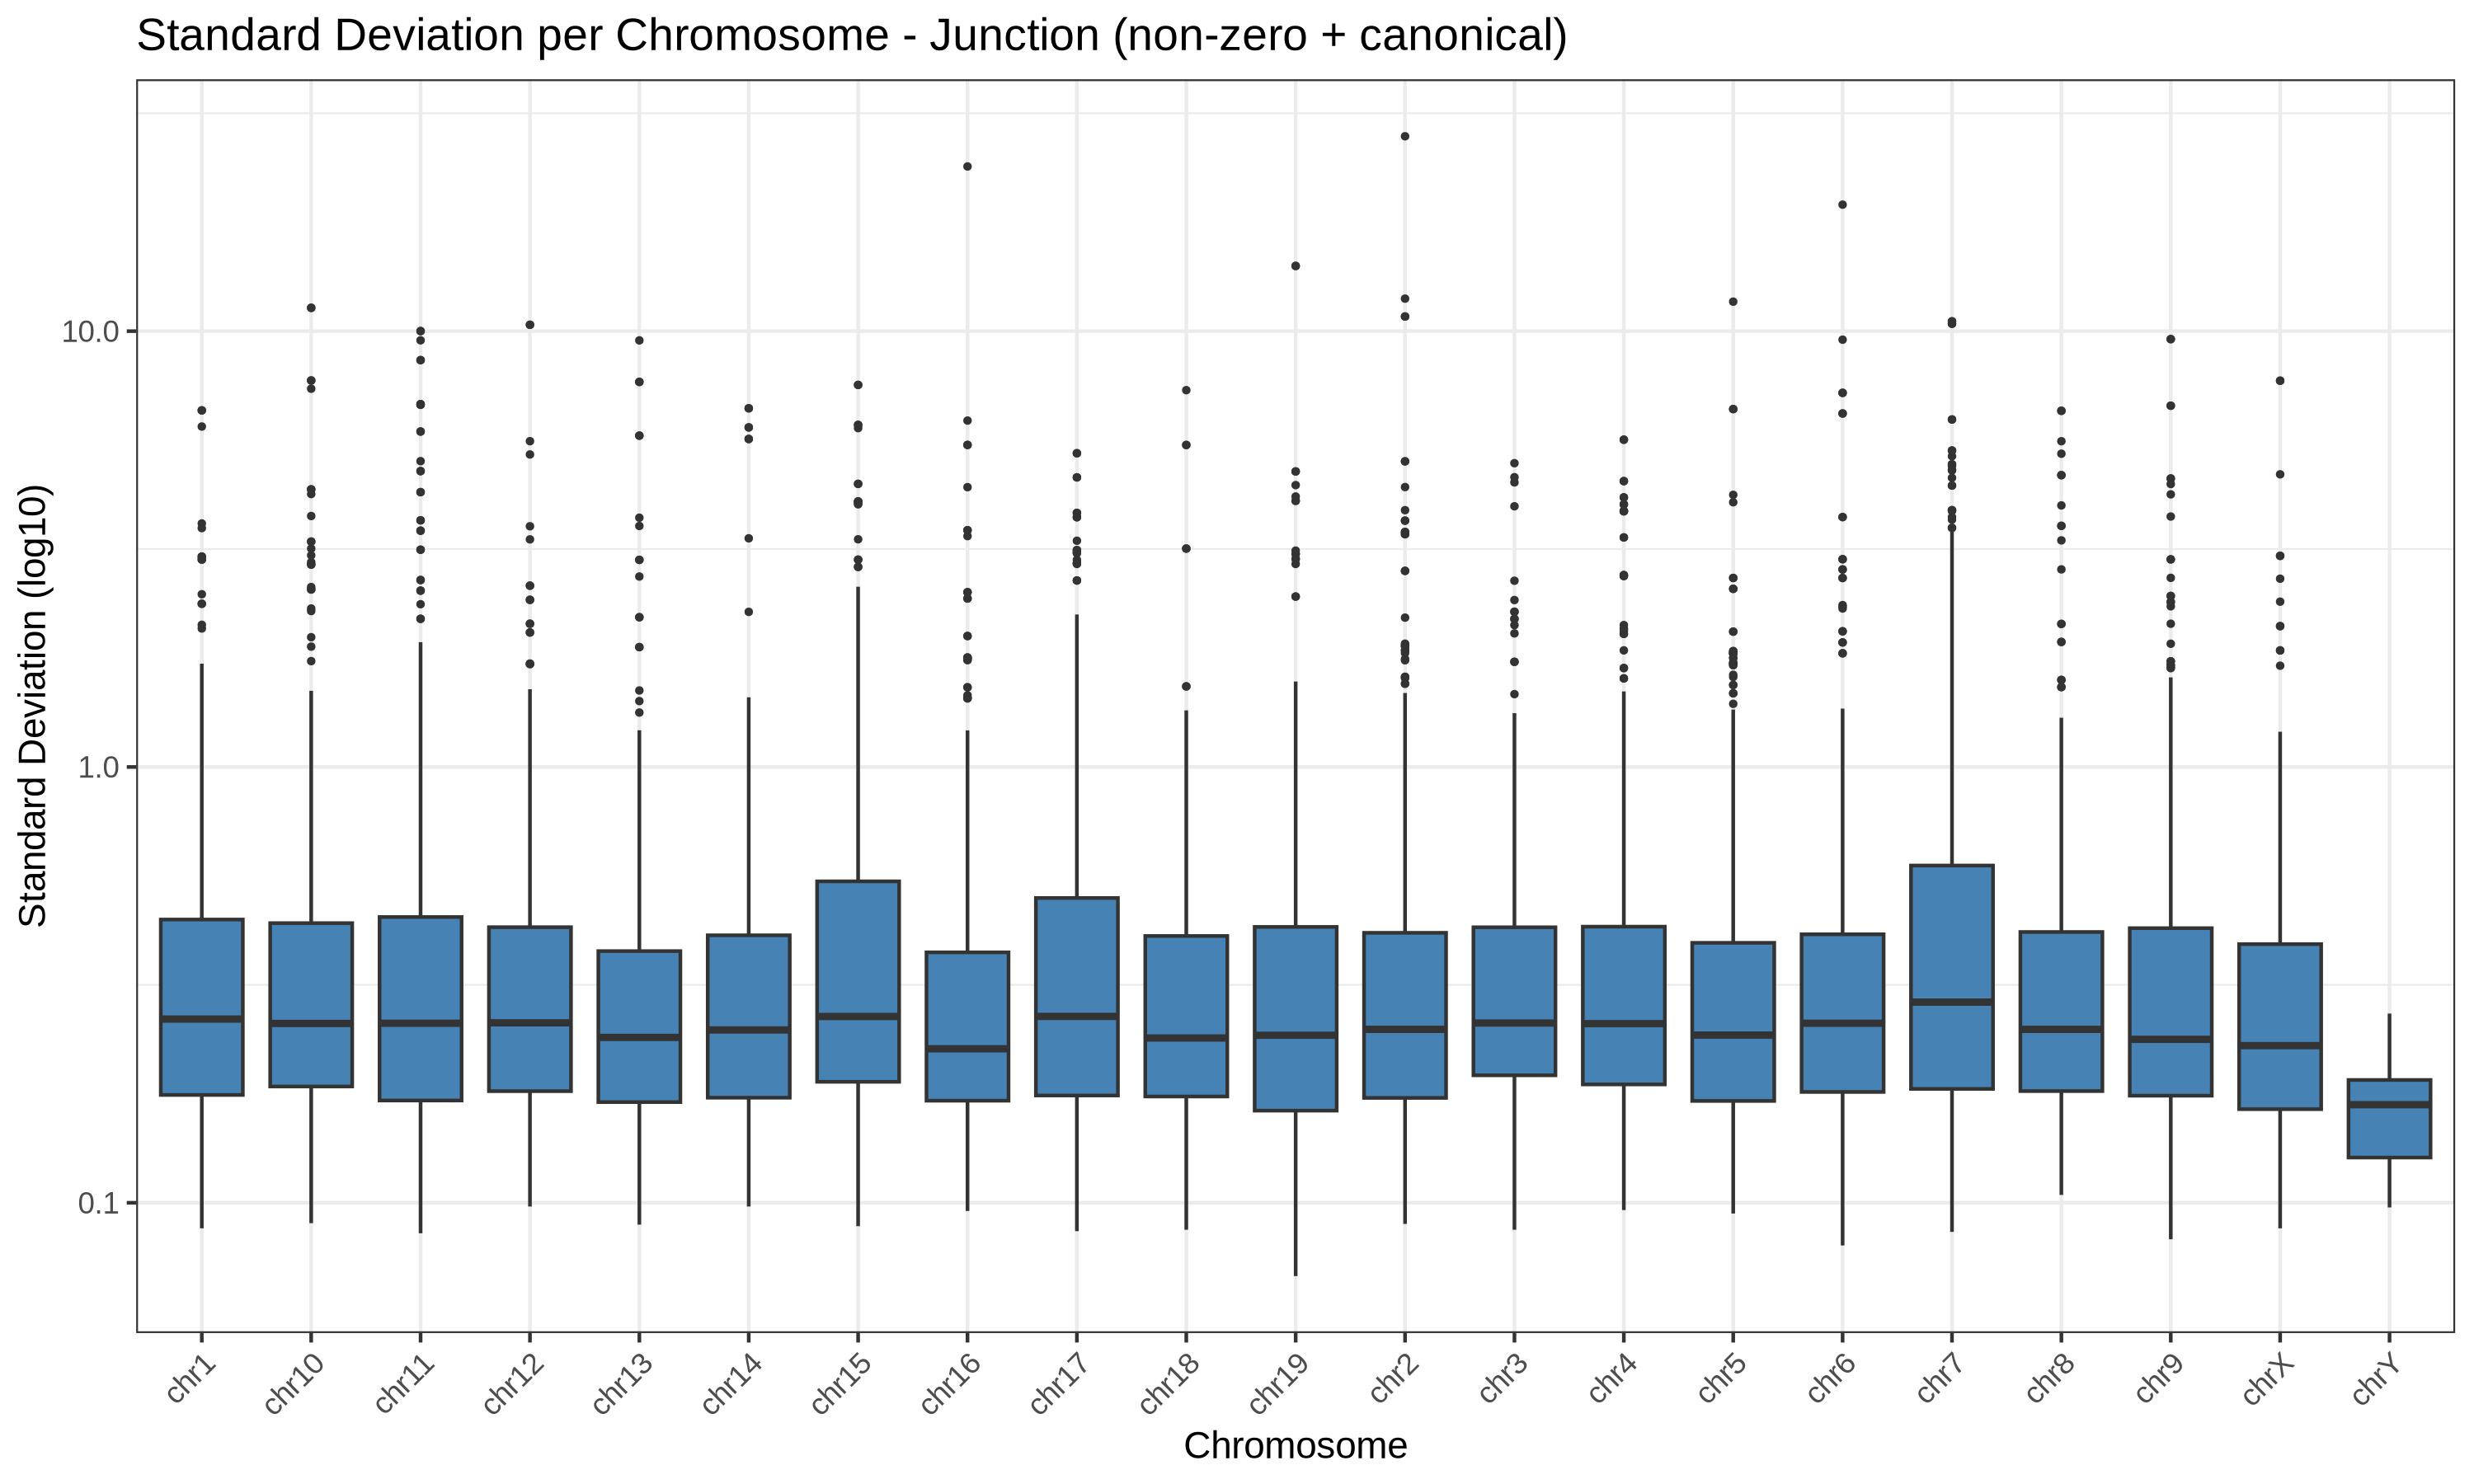 Standard Deviation per Chromosome - Junction (non-zero + canonical)
Standard Deviation (log10)
10.0
1.0
0.1
chr1
chr10
chr11
chr12
chr13
chr14
chr15
chr16
chr17
chr18
chr19
chr2
chr3
chr4
chr5
chr6
chr7
chr8
chr9
chrX
chrY
Chromosome